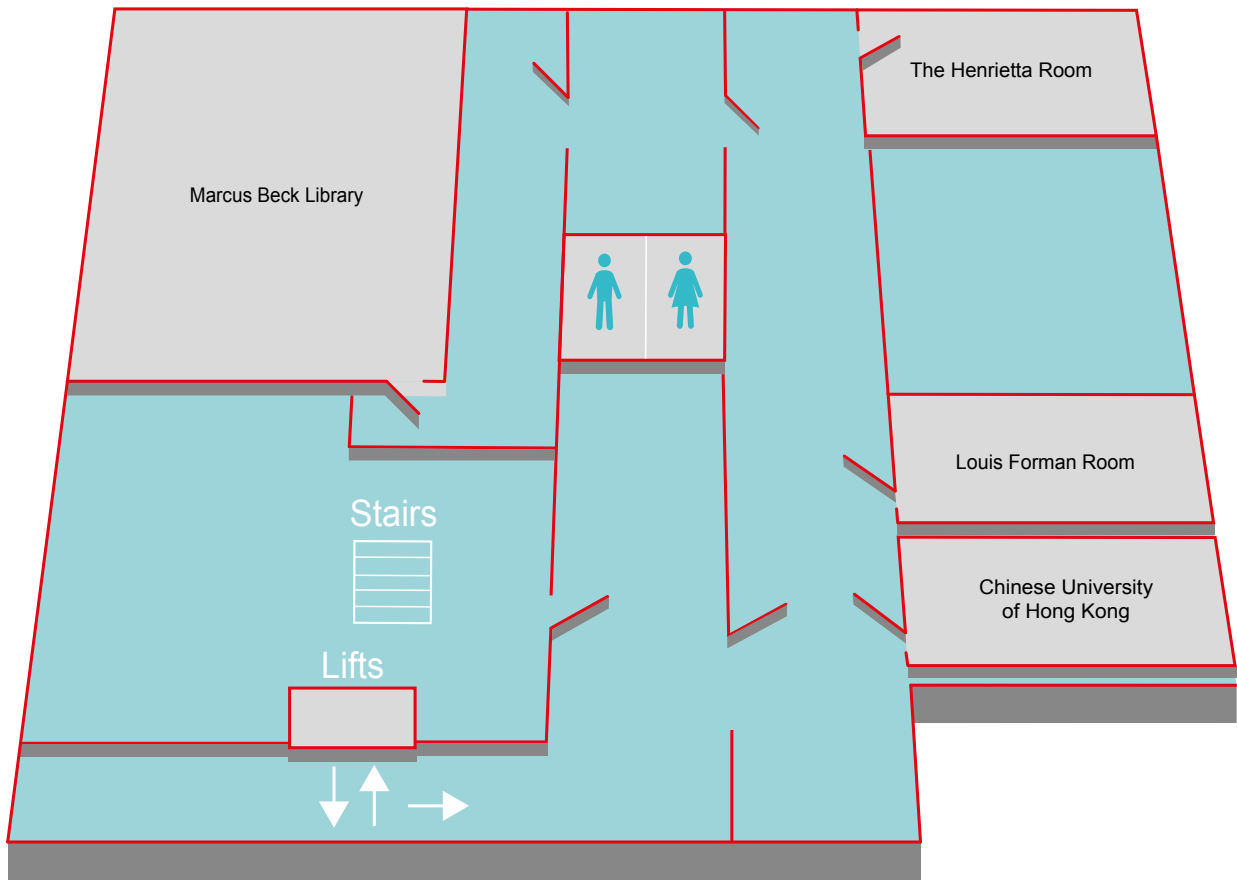 The Henrietta Room
Marcus Beck Library
Louis Forman Room
Stairs
Chinese University
of Hong Kong
Lifts